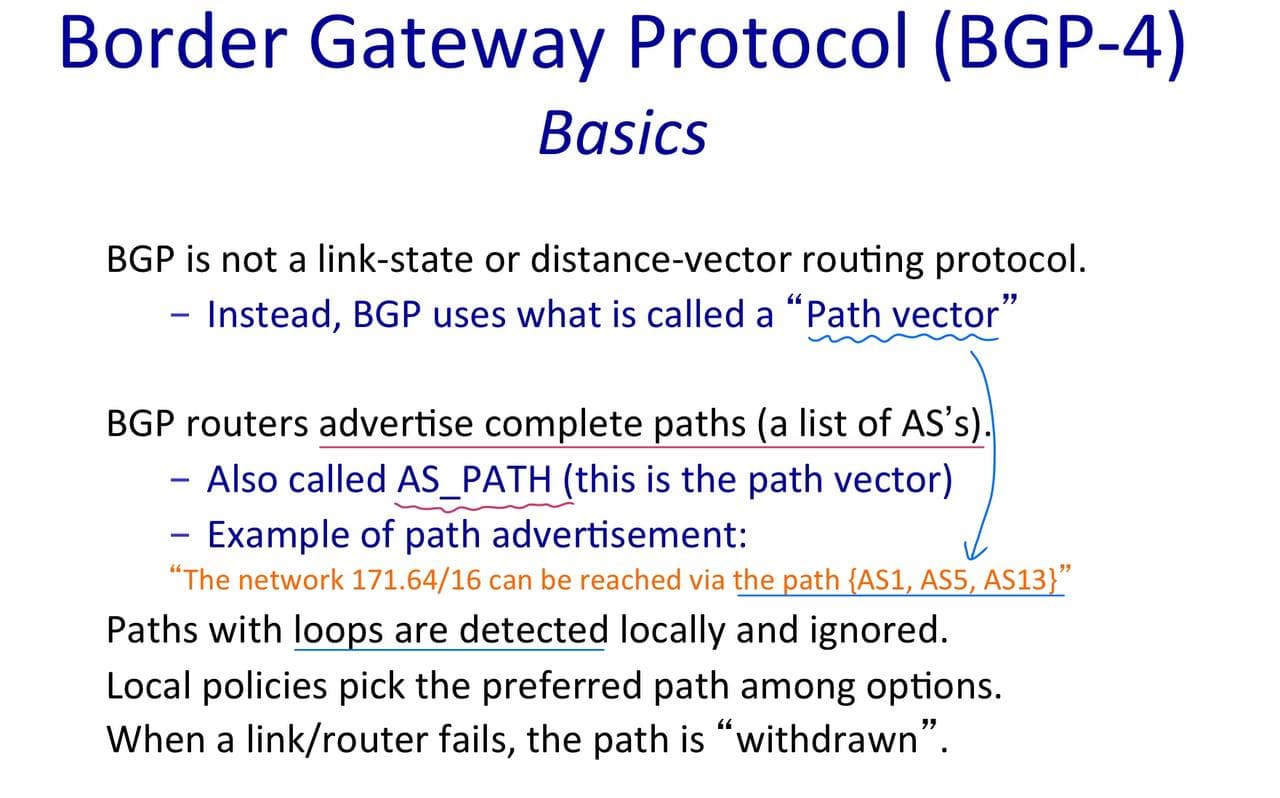 Border Gateway Protocol (BGP-4)
Basics
BGP is not a link-state or distance-vector routing protocol.
– Instead, BGP uses what is called a “Path vector”
BGP routers advertise complete paths (a list of AS’s).
– Also called AS_PATH (this is the path vector)
– Example of path advertisement:
“The network 171.64/16 can be reached via the path {AS1, AS5, AS13}”
Paths with loops are detected locally and ignored.
Local policies pick the preferred path among options.
When a link/router fails, the path is “withdrawn”.